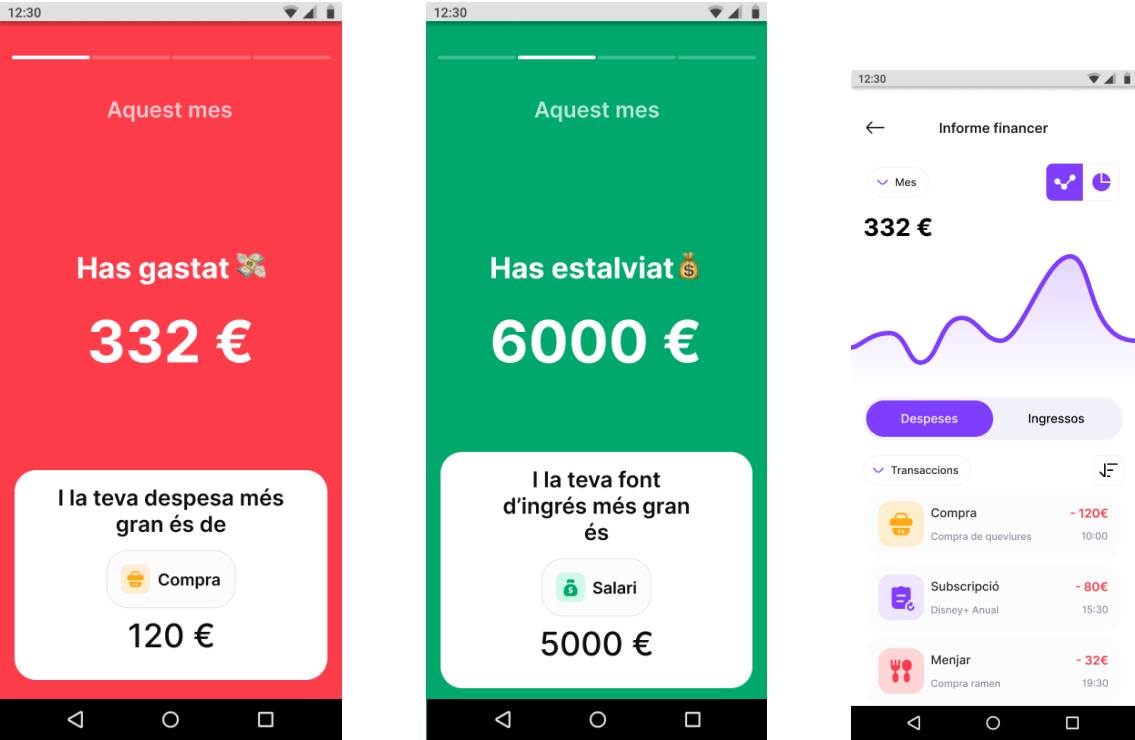 12:30
Aquest mes
Has gastat 💸
332 €
I la teva despesa més
gran és de
Compra
120 €
12:30
Aquest mes
Has estalviat 💰
6000 €
I la teva font
d’ingrés més gran
és
Salari
5000 €
12:30
Informe financer
Mes
332 €
Despeses
Ingressos
Transaccions
Compra
- 120€
Compra de queviures
10:00
Subscripció
- 80€
Disney+ Anual
15:30
Menjar
- 32€
Compra ramen
19:30